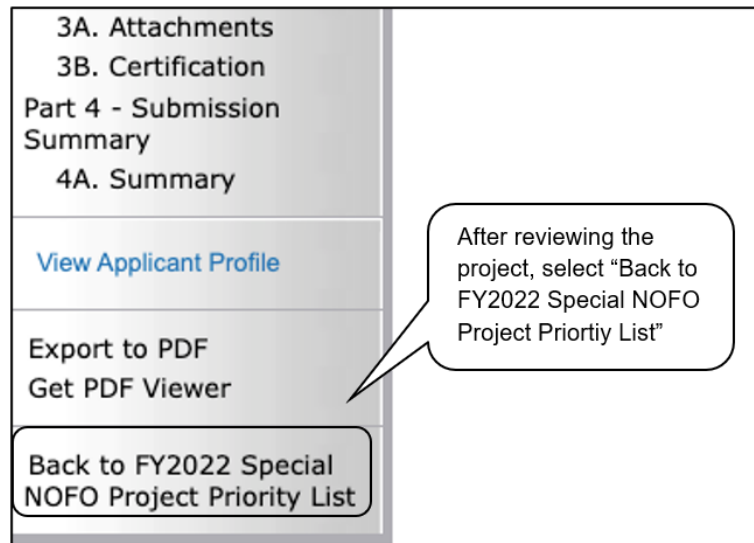 3A. Attachments
3B. Certification
Part 4 - Submission
Summary
4A. Summary
View Applicant Profile
Export to PDF
Get PDF Viewer
Back to FY2022 Special
NOFO Project Priority List
After reviewing the
project, select “Back to
FY2022 Special NOFO
Project Priortiy List”